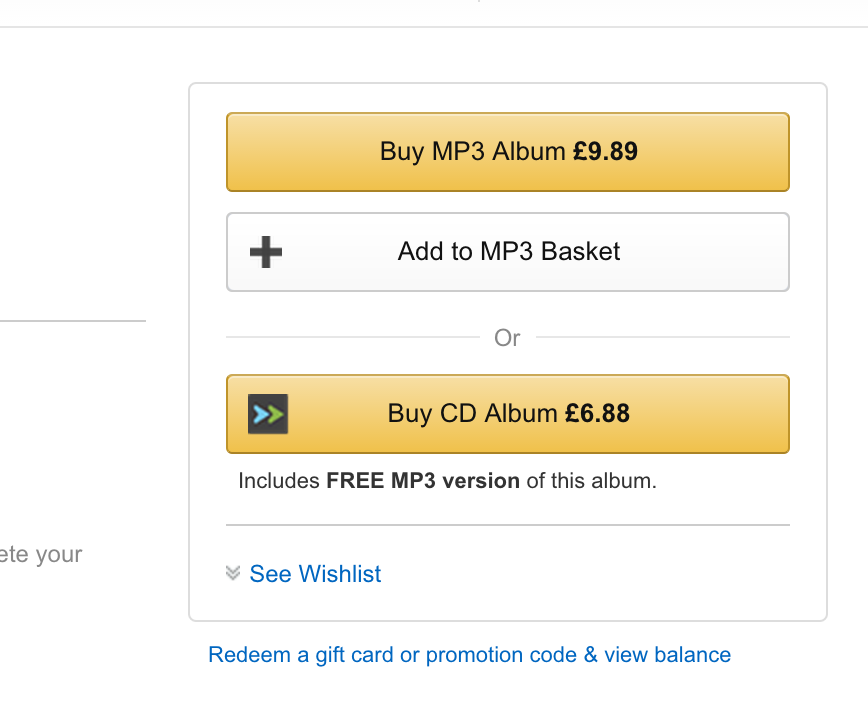 Buy MP3 Album £9.89
Add to MP3 Basket
Or
Buy CD Album £6.88
Includes FREE MP3 version of this album.
ete your
See Wishlist
Redeem a gift card or promotion code & view balance